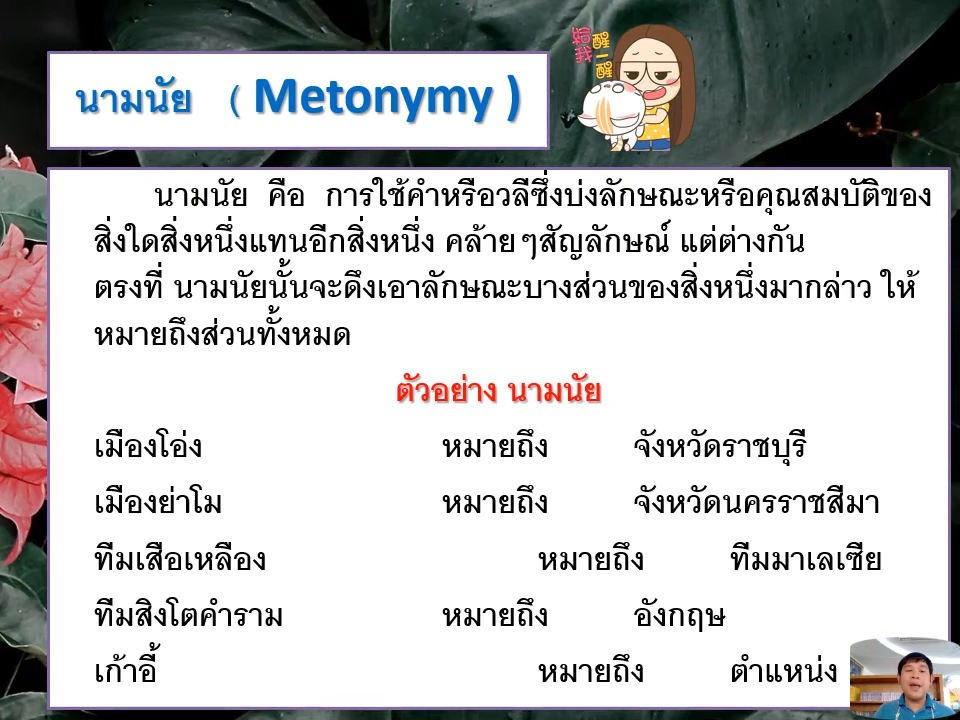 นามนัย ( Metonymy )
給我
醒一醒
นามนัย คือ การใช้คำหรือวลีซึ่งบ่งลักษณะหรือคุณสมบัติของ
สิ่งใดสิ่งหนึ่งแทนอีกสิ่งหนึ่ง คล้ายๆสัญลักษณ์ แต่ต่างกัน
ตรงที่ นามนัยนั้นจะดึงเอาลักษณะบางส่วนของสิ่งหนึ่งมากล่าว ให้
หมายถึงส่วนทั้งหมด
ตัวอย่าง นามนัย
เมืองโอ่ง หมายถึง จังหวัดราชบุรี
เมืองย่าโม หมายถึง จังหวัดนครราชสีมา
ทีมเสือเหลือง หมายถึง ทีมมาเลเซีย
ทีมสิงโตคำราม หมายถึง อังกฤษ
เก้าอี้ หมายถึง ตำแหน่ง